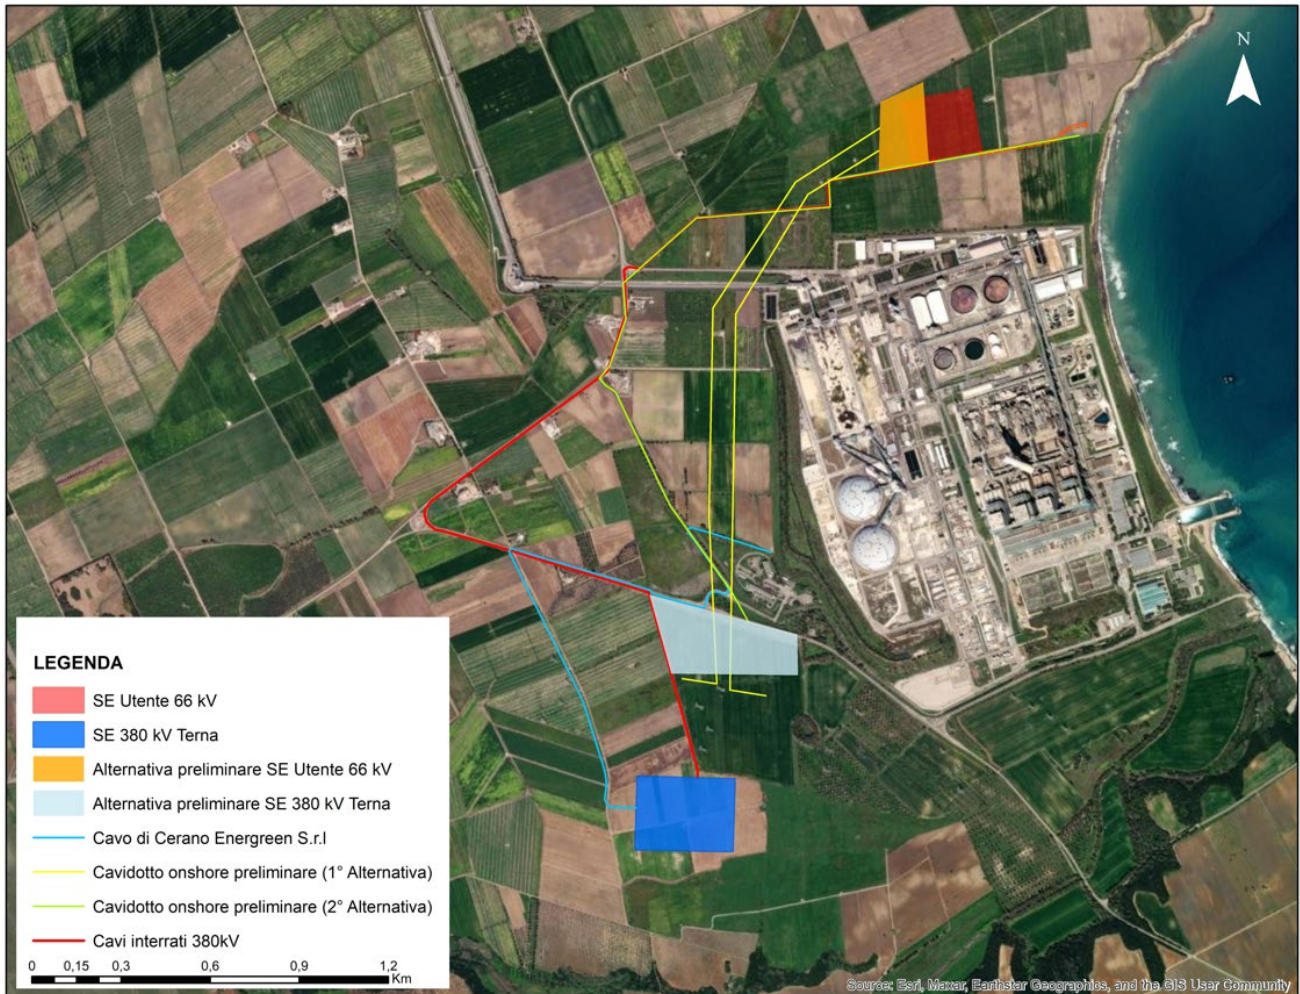 N
LEGENDA
SE Utente 66 kV
SE 380 kV Terna
Alternativa preliminare SE Utente 66 kV
Alternativa preliminare SE 380 kV Terna
Cavo di Cerano Energreen S.r.l
Cavidotto onshore preliminare (1° Alternativa)
Cavidotto onshore preliminare (2° Alternativa)
Cavi interrati 380kV
0 0,15 0,3 0,6 0,9 1,2
Km
Source: Esri, Maxar, Earthstar Geographics, and the GIS User Community